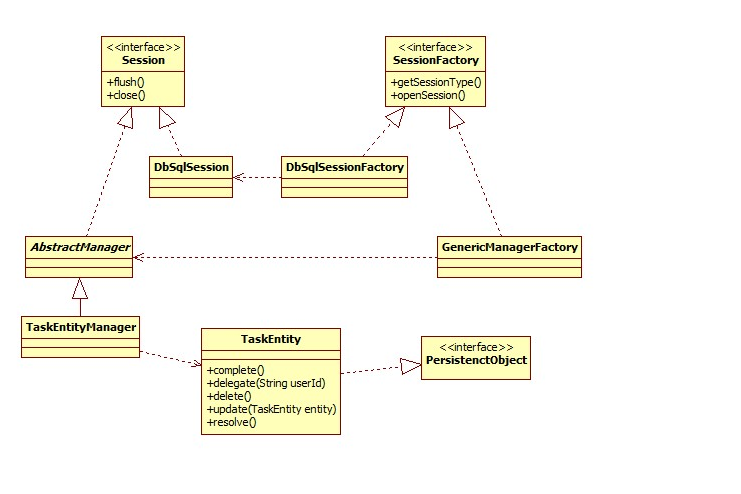 <<interface>>
Session
+flush()
+close()
<<interface>>
SessionFactory
+getSessionType()
+openSession()
DbSqlSession
DbSqlSessionFactory
AbstractManager
GenericManagerFactory
TaskEntityManager
TaskEntity
+complete()
+delegate(String userId)
+delete()
+update(TaskEntity entity)
+resolve()
<<interface>>
PersistenctObject